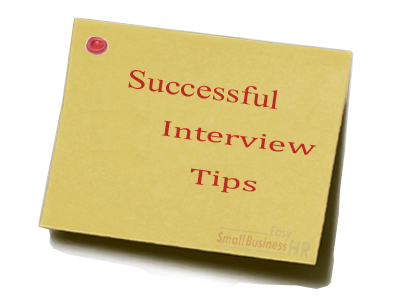 Successful
Interview
Tips
Easy
Small Business
HR